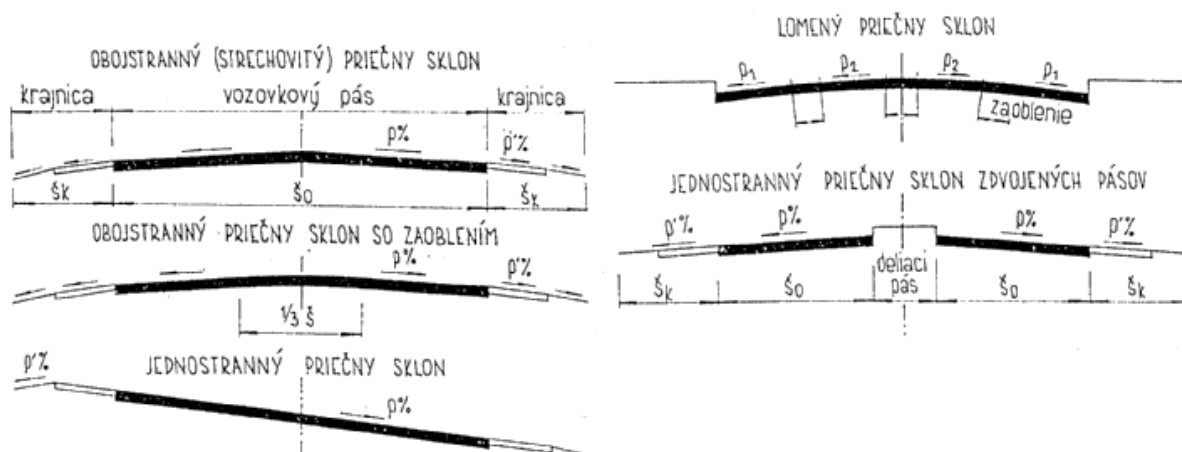 OBOJSTRANNÝ (STRECHOVITÝ) PRIEČNY SKLON
krajnica vozovkový pás krajnica
p% p'%
šk šo šk
OBOJSTRANNÝ PRIEČNY SKLON SO ZAOBLENÍM
p% p'%
1/3 š
JEDNOSTRANNÝ PRIEČNY SKLON
p'%
p%
LOMENÝ PRIEČNY SKLON
p1 p2 p2 p1
zaoblenie
JEDNOSTRANNÝ PRIEČNY SKLON ZDVOJENÝCH PÁSOV
p'% p% p% p'%
deliaci
šk šo pás šo šk